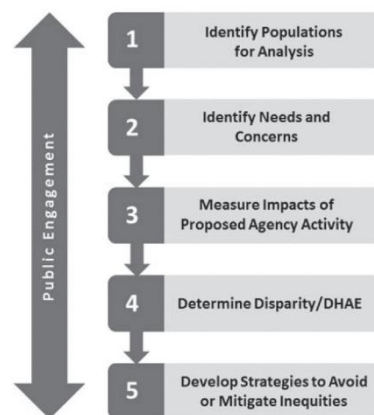 Public Engagement
1
Identify Populations
for Analysis
2
Identify Needs and
Concerns
3
Measure Impacts of
Proposed Agency Activity
4
Determine Disparity/DHAE
5
Develop Strategies to Avoid
or Mitigate Inequities